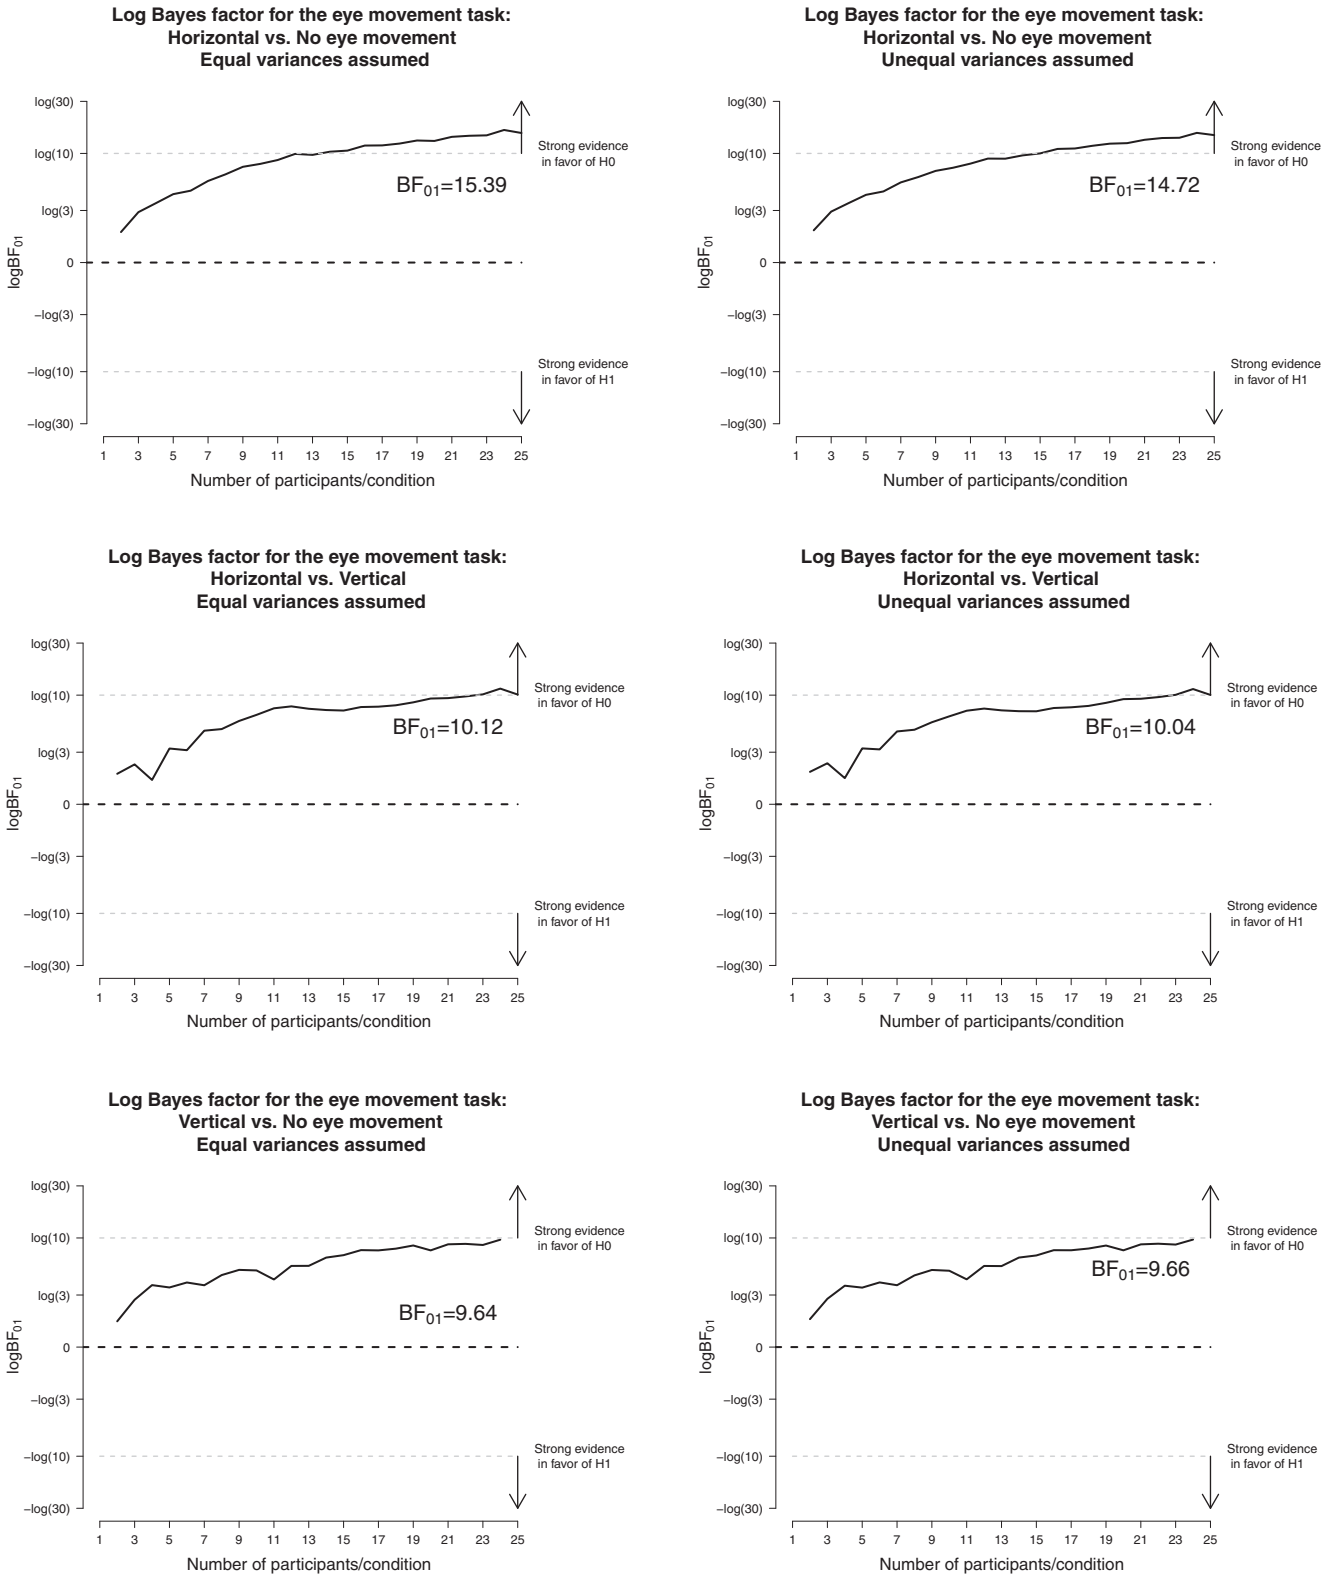 Log Bayes factor for the eye movement task:
Horizontal vs. No eye movement
Equal variances assumed
log(30)
log(10)
log(3)
0
−log(3)
−log(10)
−log(30)
logBF01
Strong evidence
in favor of H0
BF01=15.39
Strong evidence
in favor of H1
1 3 5 7 9 11 13 15 17 19 21 23 25
Number of participants/condition
Log Bayes factor for the eye movement task:
Horizontal vs. No eye movement
Unequal variances assumed
log(30)
log(10)
log(3)
0
−log(3)
−log(10)
−log(30)
logBF01
Strong evidence
in favor of H0
BF01=14.72
Strong evidence
in favor of H1
1 3 5 7 9 11 13 15 17 19 21 23 25
Number of participants/condition
Log Bayes factor for the eye movement task:
Horizontal vs. Vertical
Equal variances assumed
log(30)
log(10)
log(3)
0
−log(3)
−log(10)
−log(30)
logBF01
Strong evidence
in favor of H0
BF01=10.12
Strong evidence
in favor of H1
1 3 5 7 9 11 13 15 17 19 21 23 25
Number of participants/condition
Log Bayes factor for the eye movement task:
Horizontal vs. Vertical
Unequal variances assumed
log(30)
log(10)
log(3)
0
−log(3)
−log(10)
−log(30)
logBF01
Strong evidence
in favor of H0
BF01=10.04
Strong evidence
in favor of H1
1 3 5 7 9 11 13 15 17 19 21 23 25
Number of participants/condition
Log Bayes factor for the eye movement task:
Vertical vs. No eye movement
Equal variances assumed
log(30)
log(10)
log(3)
0
−log(3)
−log(10)
−log(30)
logBF01
Strong evidence
in favor of H0
BF01=9.64
Strong evidence
in favor of H1
1 3 5 7 9 11 13 15 17 19 21 23 25
Number of participants/condition
Log Bayes factor for the eye movement task:
Vertical vs. No eye movement
Unequal variances assumed
log(30)
log(10)
log(3)
0
−log(3)
−log(10)
−log(30)
logBF01
Strong evidence
in favor of H0
BF01=9.66
Strong evidence
in favor of H1
1 3 5 7 9 11 13 15 17 19 21 23 25
Number of participants/condition